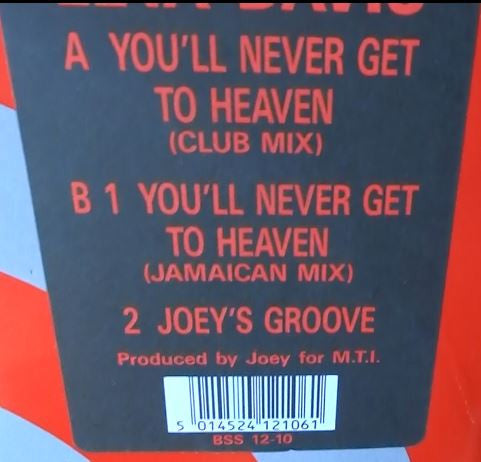 DAVIS
A YOU'LL NEVER GET
TO HEAVEN
(CLUB MIX)
B 1 YOU'LL NEVER GET
TO HEAVEN
(JAMAICAN MIX)
2 JOEY'S GROOVE
Produced by Joey for M.T.I.
5 014524 121061
BSS 12-10